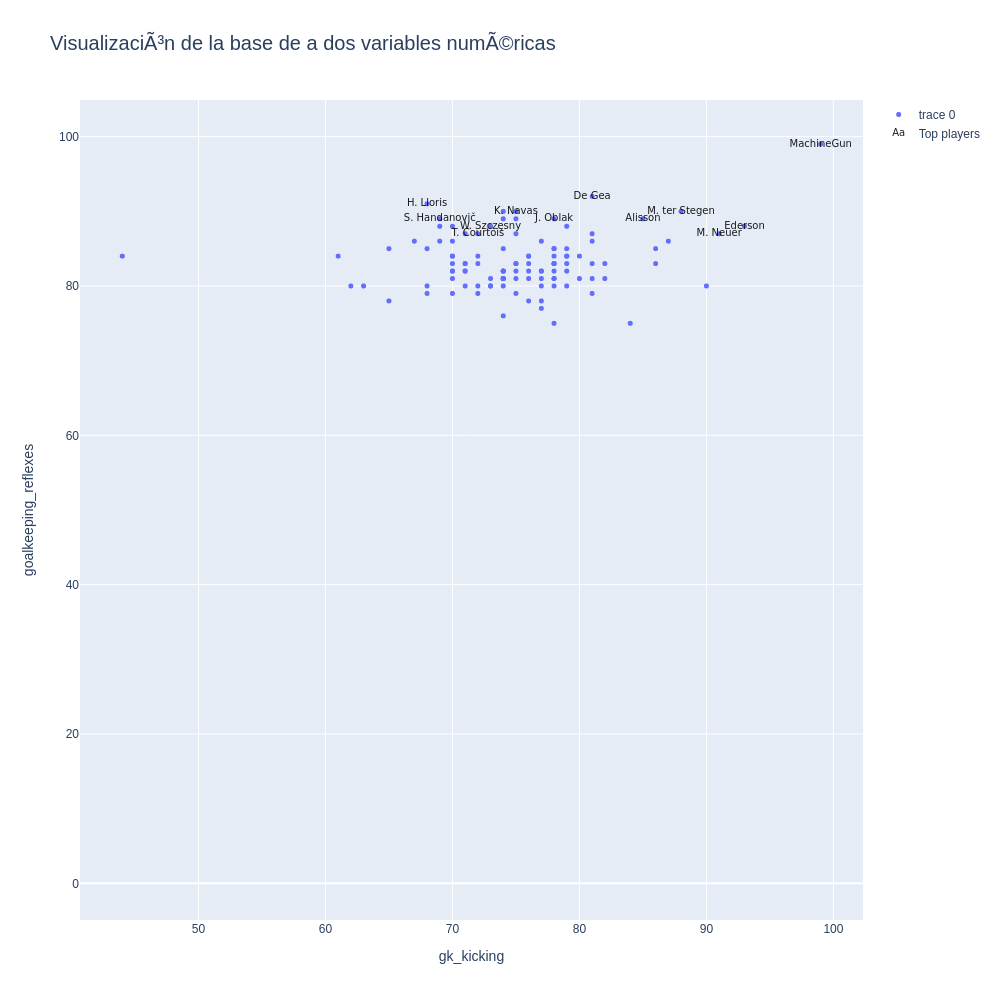 VisualizaciÃ³n de la base de a dos variables numÃ©ricas
trace 0
Aa Top players
100
80
60
40
20
0
goalkeeping_reflexes
MachineGun
De Gea
H. Lloris
K. Navas
M. ter Stegen
S. Handanovič
J. Oblak
Alisson
W. Szczesny
Ederson
T. Courtois
M. Neuer
50 60 70 80 90 100
gk_kicking